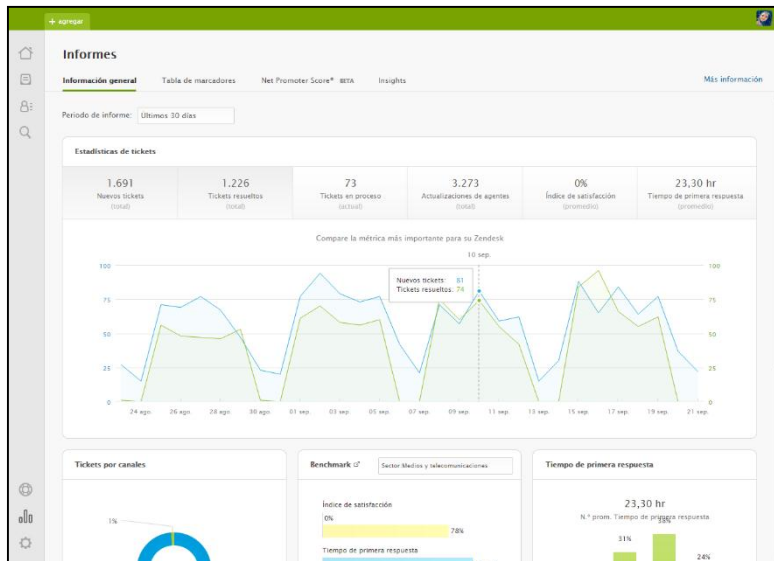 + agregar
Informes
Información general Tabla de marcadores Net Promoter Score® BETA Insights Más información
Periodo de informe: Últimos 30 días
Estadísticas de tickets
1.691 1.226 73 3.273 0% 23,30 hr
Nuevos tickets Tickets resueltos Tickets en proceso Actualizaciones de agentes Índice de satisfacción Tiempo de primera respuesta
(total) (total) (actual) (total) (promedio) (promedio)
Compare la métrica más importante para su Zendesk
10 sep.
100 100
Nuevos tickets: 81
Tickets resueltos: 74
75 75
50 50
25 25
0 0
24 ago. 26 ago. 28 ago. 30 ago. 01 sep. 03 sep. 05 sep. 07 sep. 09 sep. 11 sep. 13 sep. 15 sep. 17 sep. 19 sep. 21 sep.
Tickets por canales Benchmark Sector Medios y telecomunicaciones Tiempo de primera respuesta
Índice de satisfacción 23,30 hr
1% 0% N.º prom. Tiempo de primera respuesta
38%
78% 31%
Tiempo de primera respuesta 24%